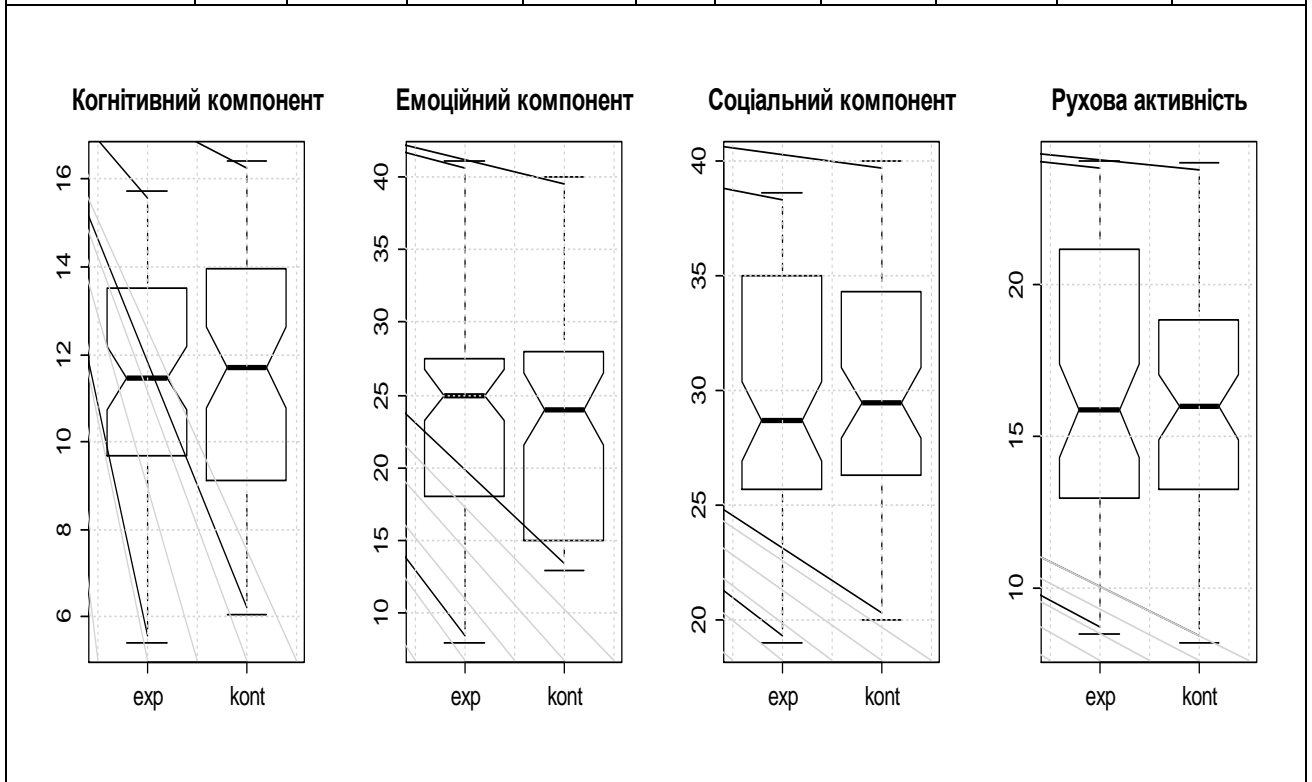 Когнітивний компонент
Емоційний компонент
Соціальний компонент
Рухова активність
16
14
12
10
8
6
exp
kont
40
35
30
25
20
15
10
exp
kont
40
35
30
25
20
exp
kont
20
15
10
exp
kont